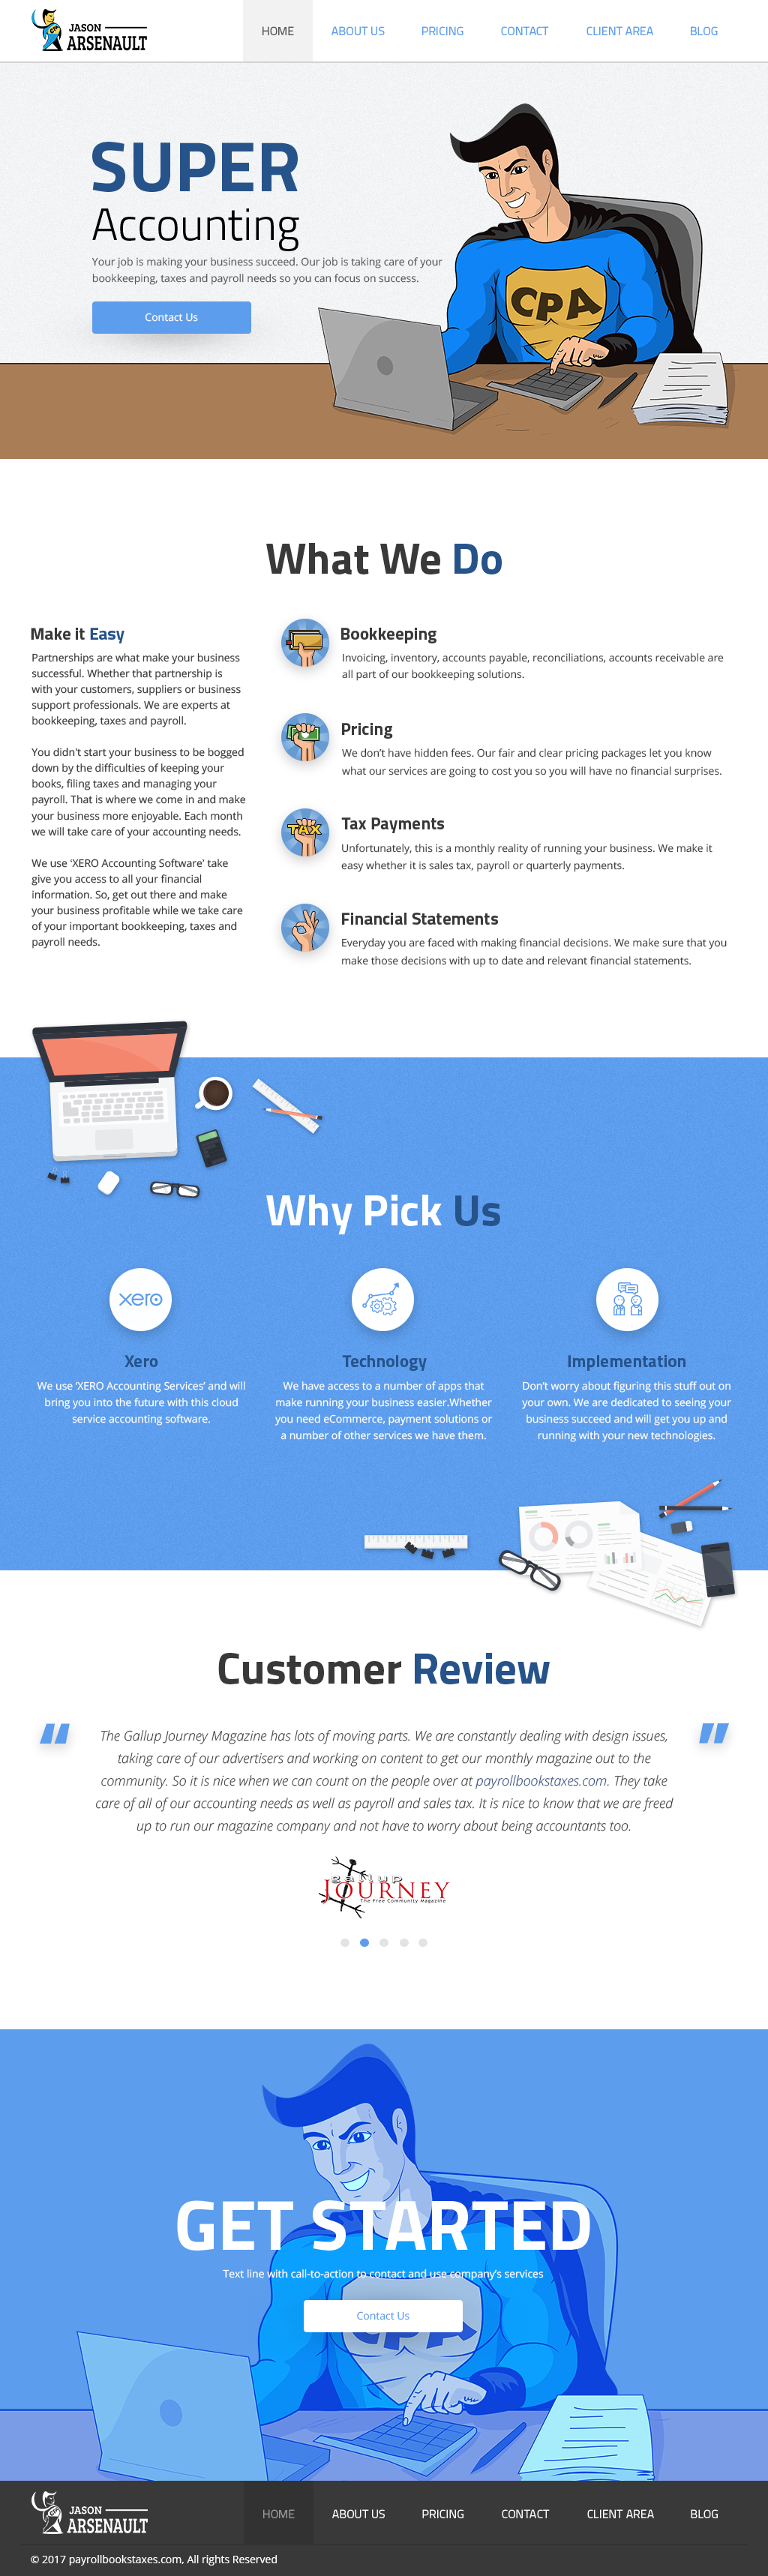 JASON
ARSENAULT
HOME ABOUT US PRICING CONTACT CLIENT AREA BLOG
SUPER
Accounting
Your job is making your business succeed. Our job is taking care of your
bookkeeping, taxes and payroll needs so you can focus on success.
Contact Us
CPA
What We Do
Make it Easy
Partnerships are what make your business
successful. Whether that partnership is
with your customers, suppliers or business
support professionals. We are experts at
bookkeeping, taxes and payroll.
You didn't start your business to be bogged
down by the difficulties of keeping your
books, filing taxes and managing your
payroll. That is where we come in and make
your business more enjoyable. Each month
we will take care of your accounting needs.
We use 'XERO Accounting Software' take
give you access to all your financial
information. So, get out there and make
your business profitable while we take care
of your important bookkeeping, taxes and
payroll needs.
Bookkeeping
Invoicing, inventory, accounts payable, reconciliations, accounts receivable are
all part of our bookkeeping solutions.
Pricing
We don't have hidden fees. Our fair and clear pricing packages let you know
what our services are going to cost you so you will have no financial surprises.
TAX
Tax Payments
Unfortunately, this is a monthly reality of running your business. We make it
easy whether it is sales tax, payroll or quarterly payments.
Financial Statements
Everyday you are faced with making financial decisions. We make sure that you
make those decisions with up to date and relevant financial statements.
Why Pick Us
xero
Xero
We use 'XERO Accounting Services' and will
bring you into the future with this cloud
service accounting software.
Technology
We have access to a number of apps that
make running your business easier.Whether
you need eCommerce, payment solutions or
a number of other services we have them.
Implementation
Don't worry about figuring this stuff out on
your own. We are dedicated to seeing your
business succeed and will get you up and
running with your new technologies.
Customer Review
The Gallup Journey Magazine has lots of moving parts. We are constantly dealing with design issues,
taking care of our advertisers and working on content to get our monthly magazine out to the
community. So it is nice when we can count on the people over at payrollbookstaxes.com. They take
care of all of our accounting needs as well as payroll and sales tax. It is nice to know that we are freed
up to run our magazine company and not have to worry about being accountants too.
gallup
JOURNEY
The Free Community Magazine
GET STARTED
Text line with call-to-action to contact and use company's services
Contact Us
CPA
JASON
ARSENAULT
HOME ABOUT US PRICING CONTACT CLIENT AREA BLOG
© 2017 payrollbookstaxes.com, All rights Reserved